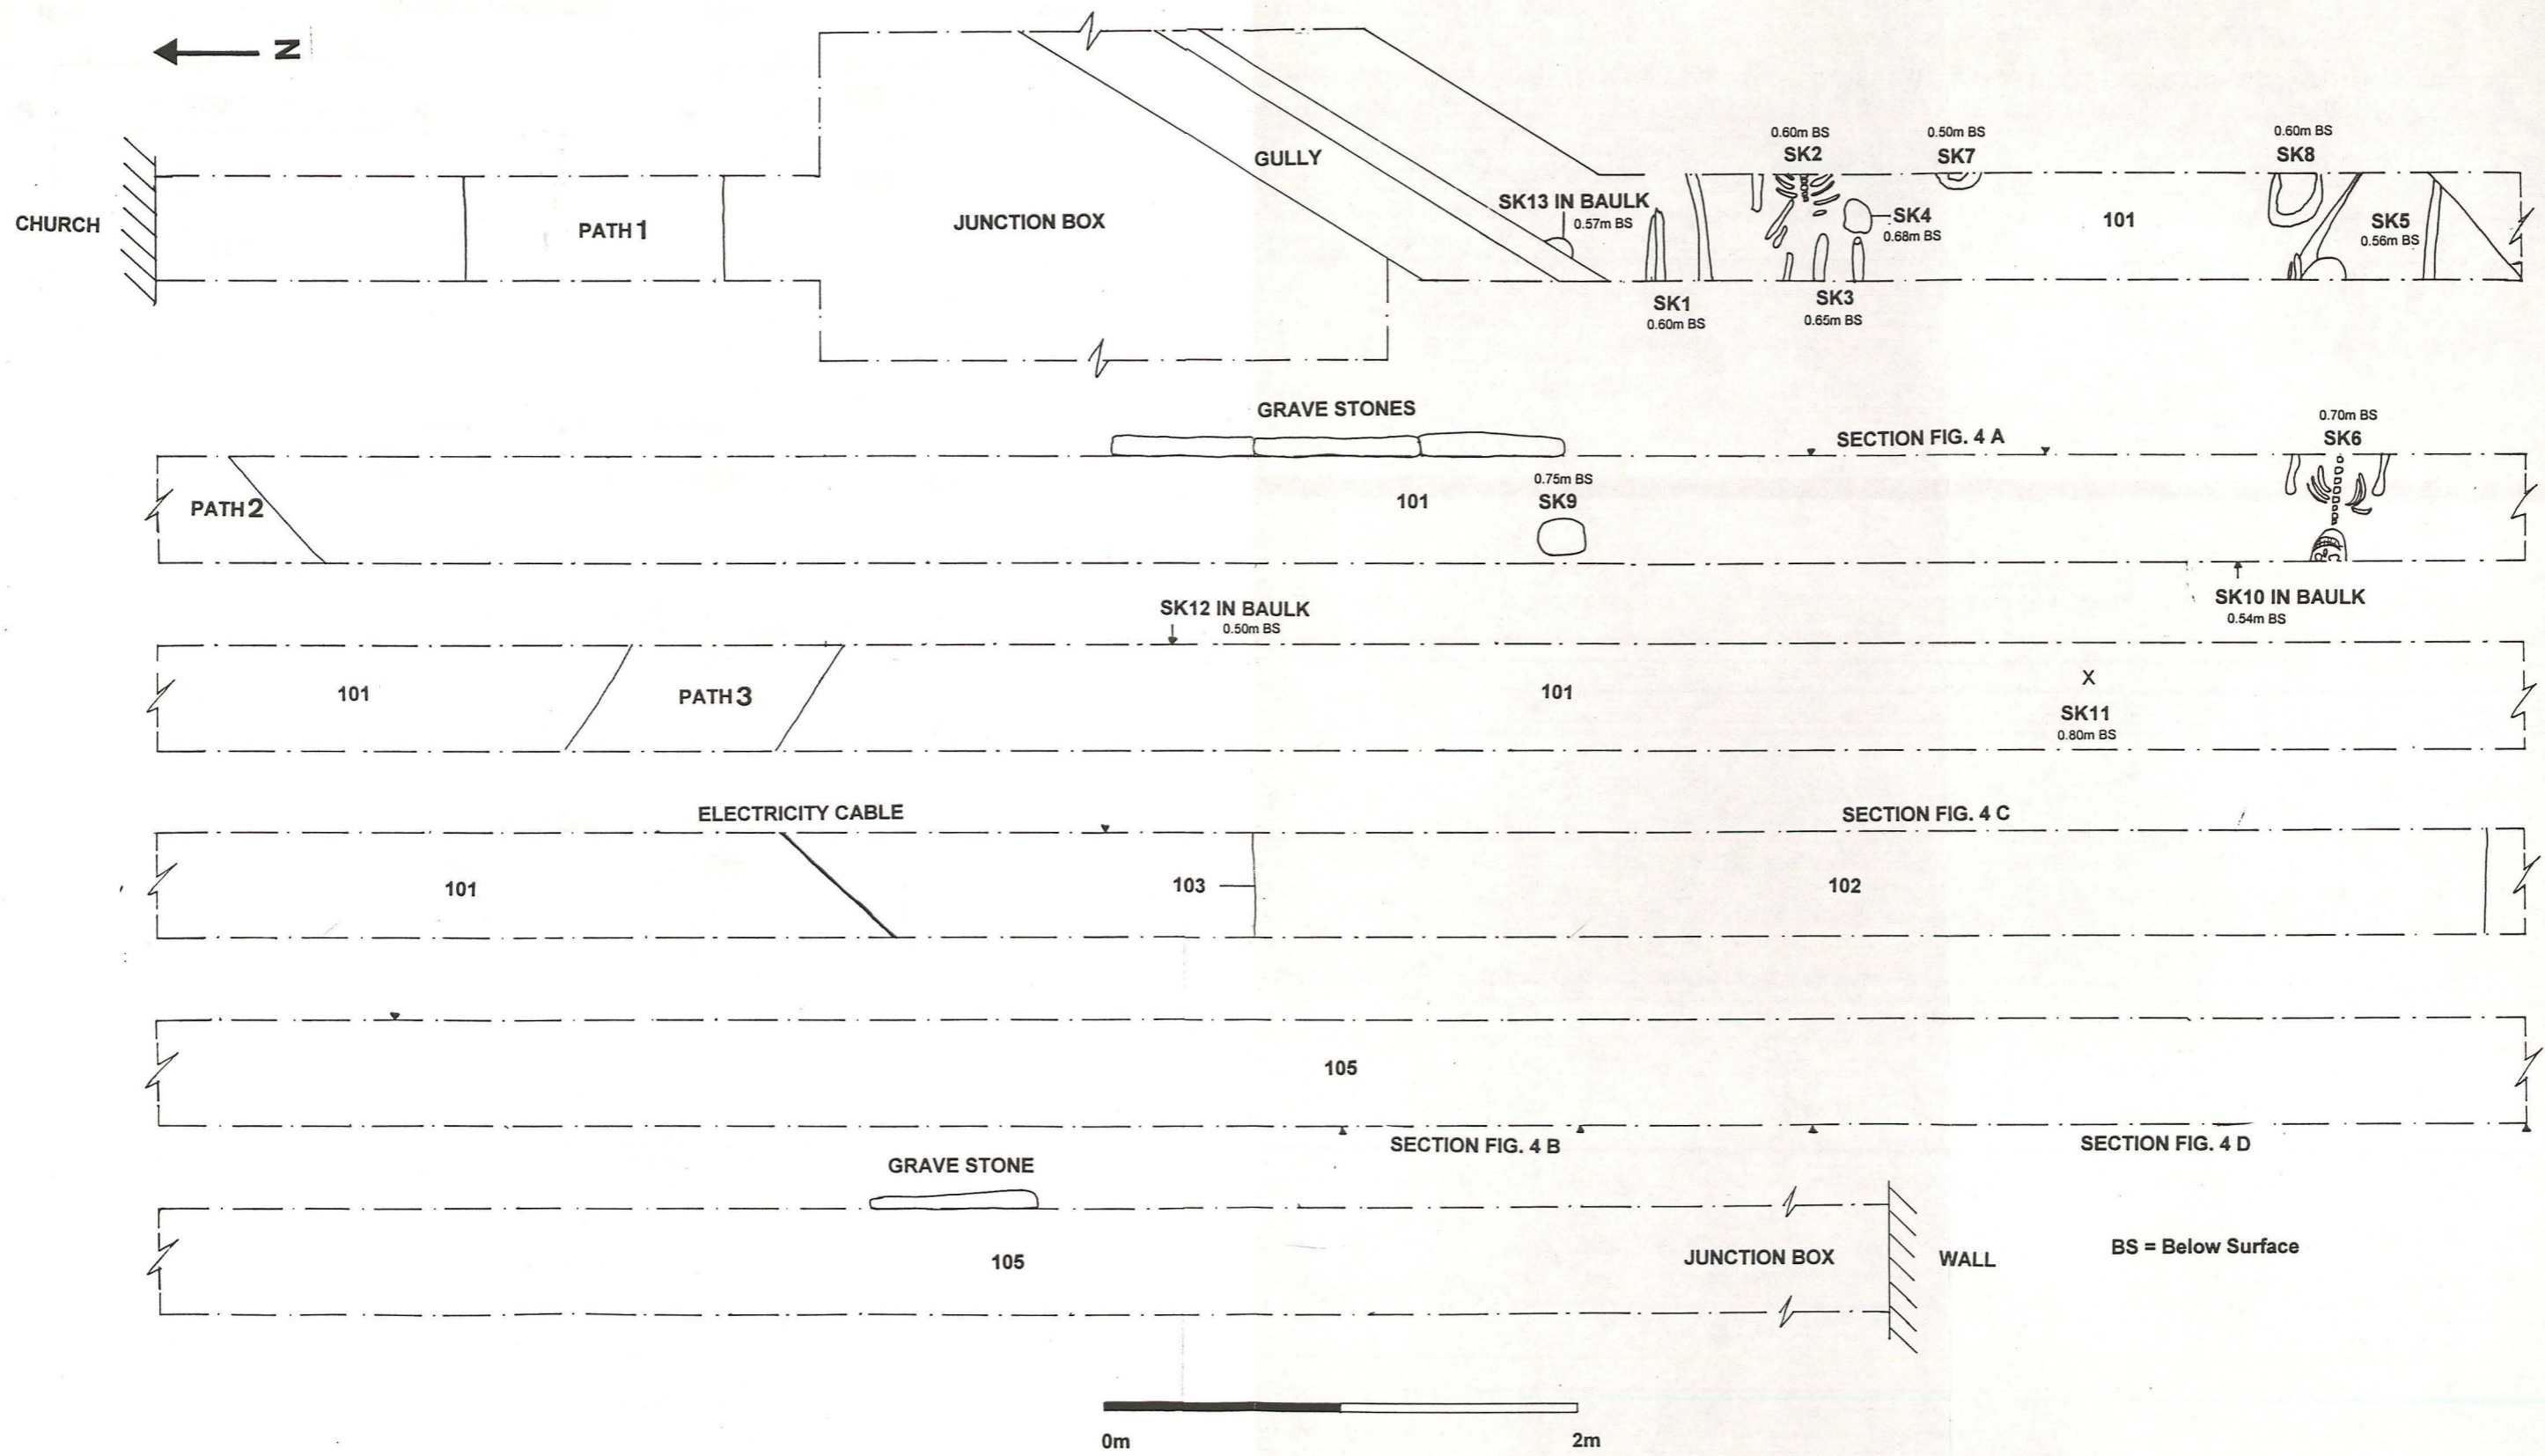 N
CHURCH
PATH 1
JUNCTION BOX
GULLY
SK13 IN BAULK
0.57m BS
SK1
0.60m BS
0.60m BS
SK2
SK4
0.68m BS
SK3
0.65m BS
0.50m BS
SK7
101
0.60m BS
SK8
SK5
0.56m BS
GRAVE STONES
SECTION FIG. 4 A
0.70m BS
SK6
PATH 2
101
0.75m BS
SK9
SK10 IN BAULK
0.54m BS
SK12 IN BAULK
0.50m BS
101
PATH 3
101
X
SK11
0.80m BS
ELECTRICITY CABLE
SECTION FIG. 4 C
101
103
102
105
SECTION FIG. 4 B
SECTION FIG. 4 D
GRAVE STONE
105
JUNCTION BOX
WALL
BS = Below Surface
0m
2m